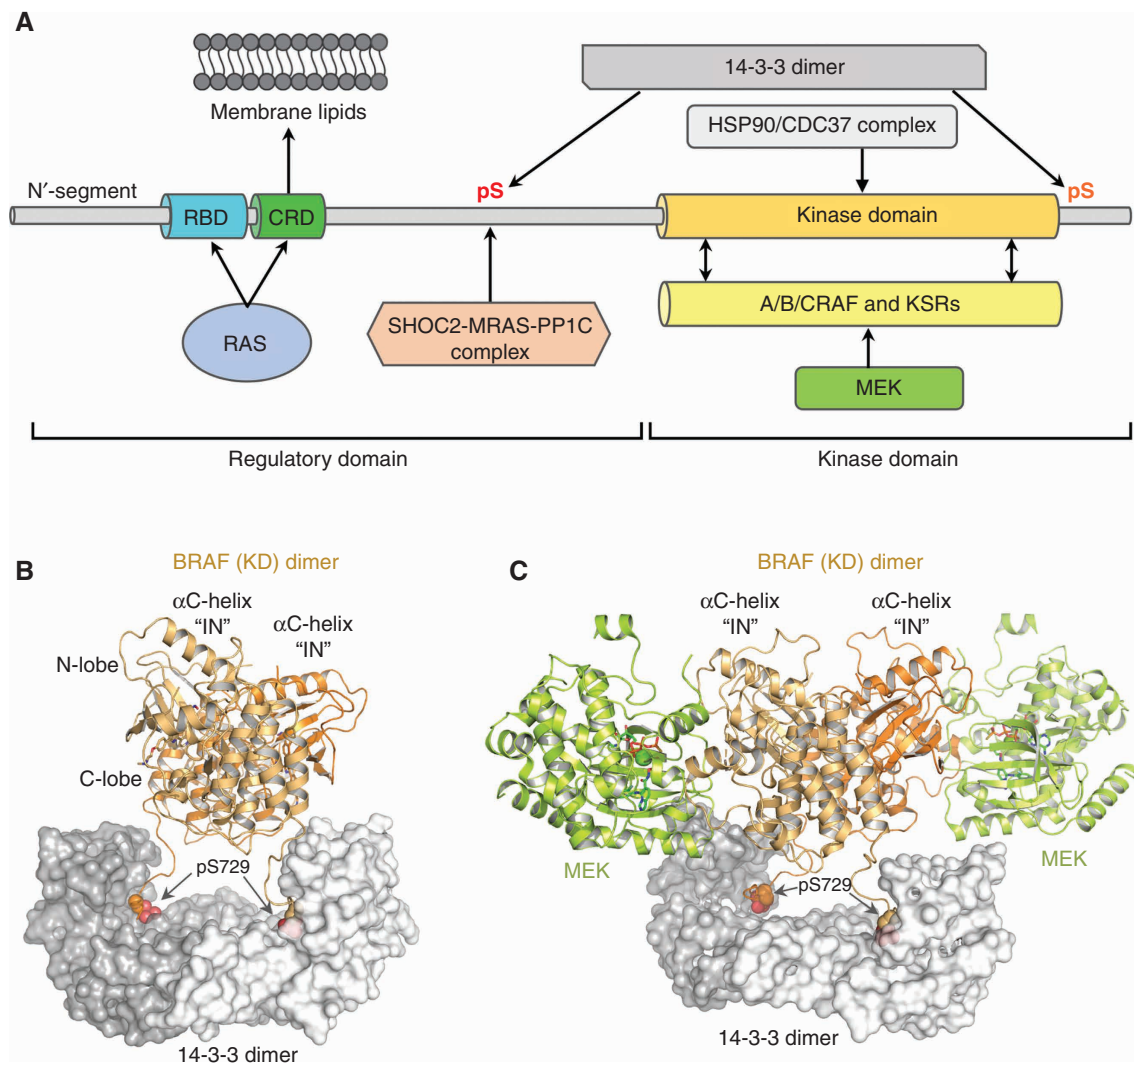 A
Membrane lipids
14-3-3 dimer
HSP90/CDC37 complex
N′-segment
pS
pS
RBD
CRD
Kinase domain
RAS
SHOC2-MRAS-PP1C
complex
A/B/CRAF and KSRs
MEK
Regulatory domain
Kinase domain
B
BRAF (KD) dimer
αC-helix
“IN”
αC-helix
“IN”
N-lobe
C-lobe
pS729
14-3-3 dimer
C
BRAF (KD) dimer
αC-helix
“IN”
αC-helix
“IN”
MEK
MEK
pS729
14-3-3 dimer